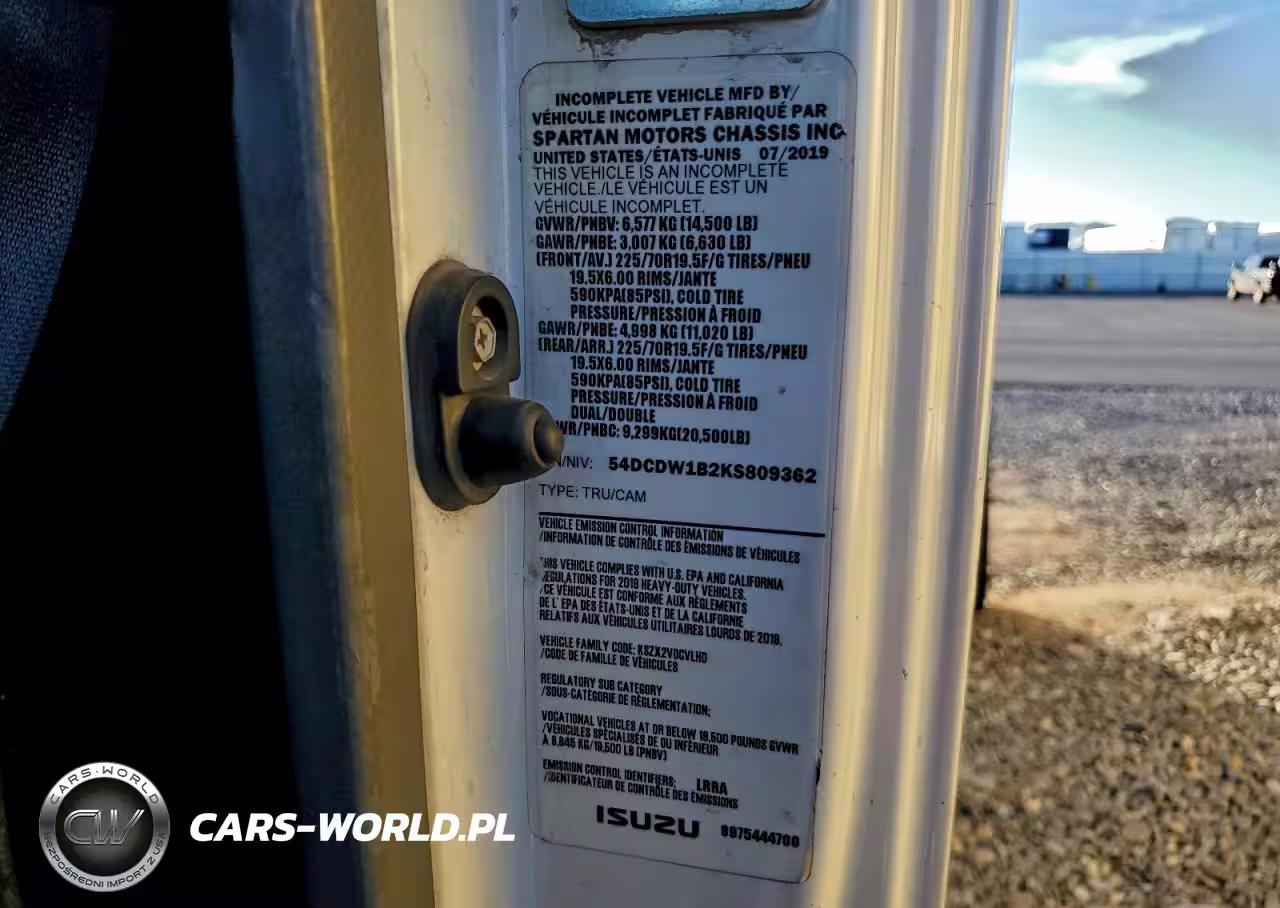 INCOMPLETE VEHICLE MFD BY/
VÉHICULE INCOMPLET FABRIQUÉ PAR
SPARTAN MOTORS CHASSIS INC
UNITED STATES/ÉTATS-UNIS 07/2019
THIS VEHICLE IS AN INCOMPLETE
VEHICLE./LE VÉHICULE EST UN
VÉHICULE INCOMPLET.
GVWR/PNBV: 6,577 KG (14,500 LB)
GAWR/PNBE: 3,007 KG (6,630 LB)
(FRONT/AV.) 225/70R19.5F/G TIRES/PNEU
19.5X6.00 RIMS/JANTE
590KPA(85PSI), COLD TIRE
PRESSURE/PRESSION À FROID
GAWR/PNBE: 4,998 KG (11,020 LB)
(REAR/ARR.) 225/70R19.5F/G TIRES/PNEU
19.5X6.00 RIMS/JANTE
590KPA(85PSI), COLD TIRE
PRESSURE/PRESSION À FROID
DUAL/DOUBLE
WR/PNBC: 9,299KG(20,500LB)
N/NIV: 54DCDW1B2KS809362
TYPE: TRU/CAM
VEHICLE EMISSION CONTROL INFORMATION
/INFORMATION DE CONTRÔLE DES ÉMISSIONS DE VÉHICULES
THIS VEHICLE COMPLIES WITH U.S. EPA AND CALIFORNIA
REGULATIONS FOR 2019 HEAVY-DUTY VEHICLES.
/CE VÉHICULE EST CONFORME AUX RÈGLEMENTS
DE L' EPA DES ÉTATS-UNIS ET DE LA CALIFORNIE
RELATIFS AUX VÉHICULES UTILITAIRES LOURDS DE 2019.
VEHICLE FAMILY CODE: KSZX2VOCVLHD
/CODE DE FAMILLE DE VÉHICULES
REGULATORY SUB CATEGORY
/SOUS-CATÉGORIE DE RÉGLEMENTATION:
VOCATIONAL VEHICLES AT OR BELOW 19,500 POUNDS GVWR
/VÉHICULES SPÉCIALISÉS DE OU INFÉRIEUR
À 8,845 KG/19,500 LB (PNBV)
EMISSION CONTROL IDENTIFIERS: LRRA
/IDENTIFICATEUR DE CONTRÔLE DES ÉMISSIONS
ISUZU 8975444700
CARS-WORLD
CW
BEZPOŚREDNI IMPORT Z USA
CARS-WORLD.PL